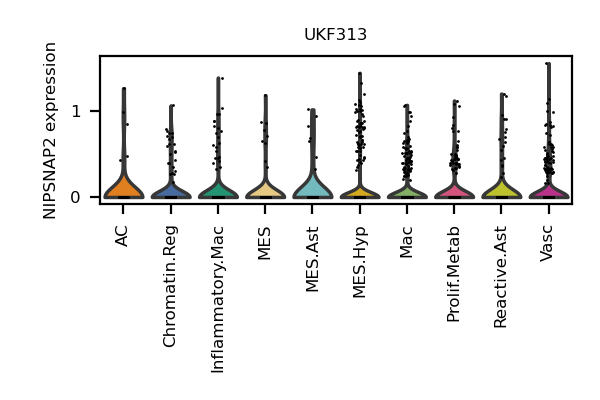 UKF313
NIPSNAP2 expression
1
0
AC
Chromatin.Reg
Inflammatory.Mac
MES
MES.Ast
MES.Hyp
Mac
Prolif.Metab
Reactive.Ast
Vasc